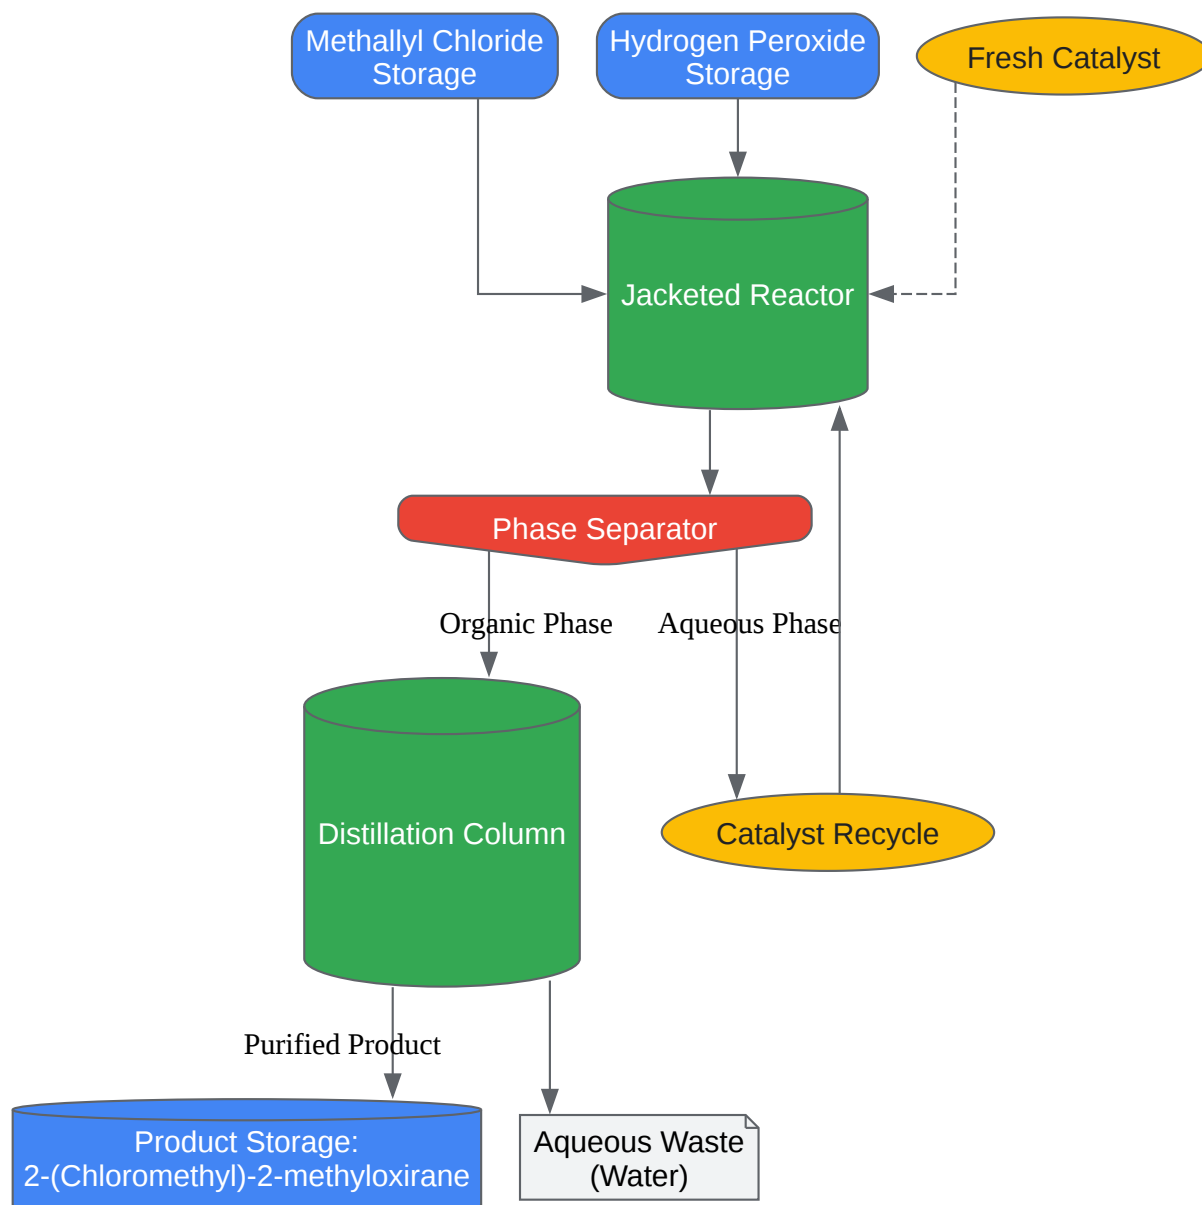 Methallyl Chloride
Storage
Hydrogen Peroxide
Storage
Fresh Catalyst
Jacketed Reactor
Phase Separator
Organic Phase
Aqueous Phase
Distillation Column
Catalyst Recycle
Purified Product
Product Storage:
2-(Chloromethyl)-2-methyloxirane
Aqueous Waste
(Water)